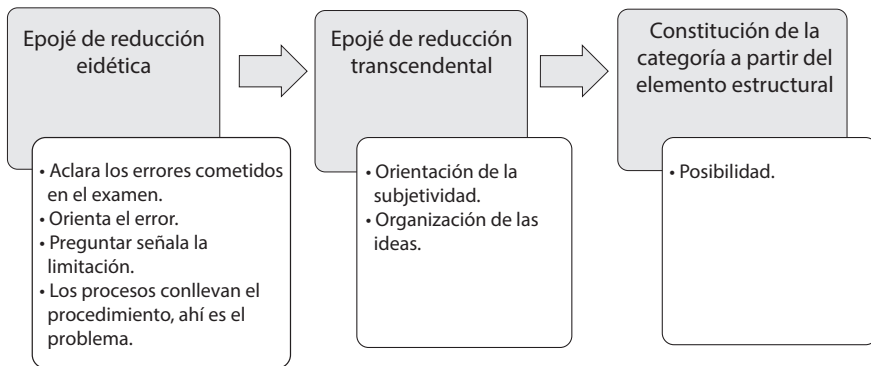 Epojé de reducción
eidética
• Aclara los errores cometidos
en el examen.
• Orienta el error.
• Preguntar señala la
limitación.
• Los procesos conllevan el
procedimiento, ahí es el
problema.
Epojé de reducción
transcendental
• Orientación de la
subjetividad.
• Organización de las
ideas.
Constitución de la
categoría a partir del
elemento estructural
• Posibilidad.